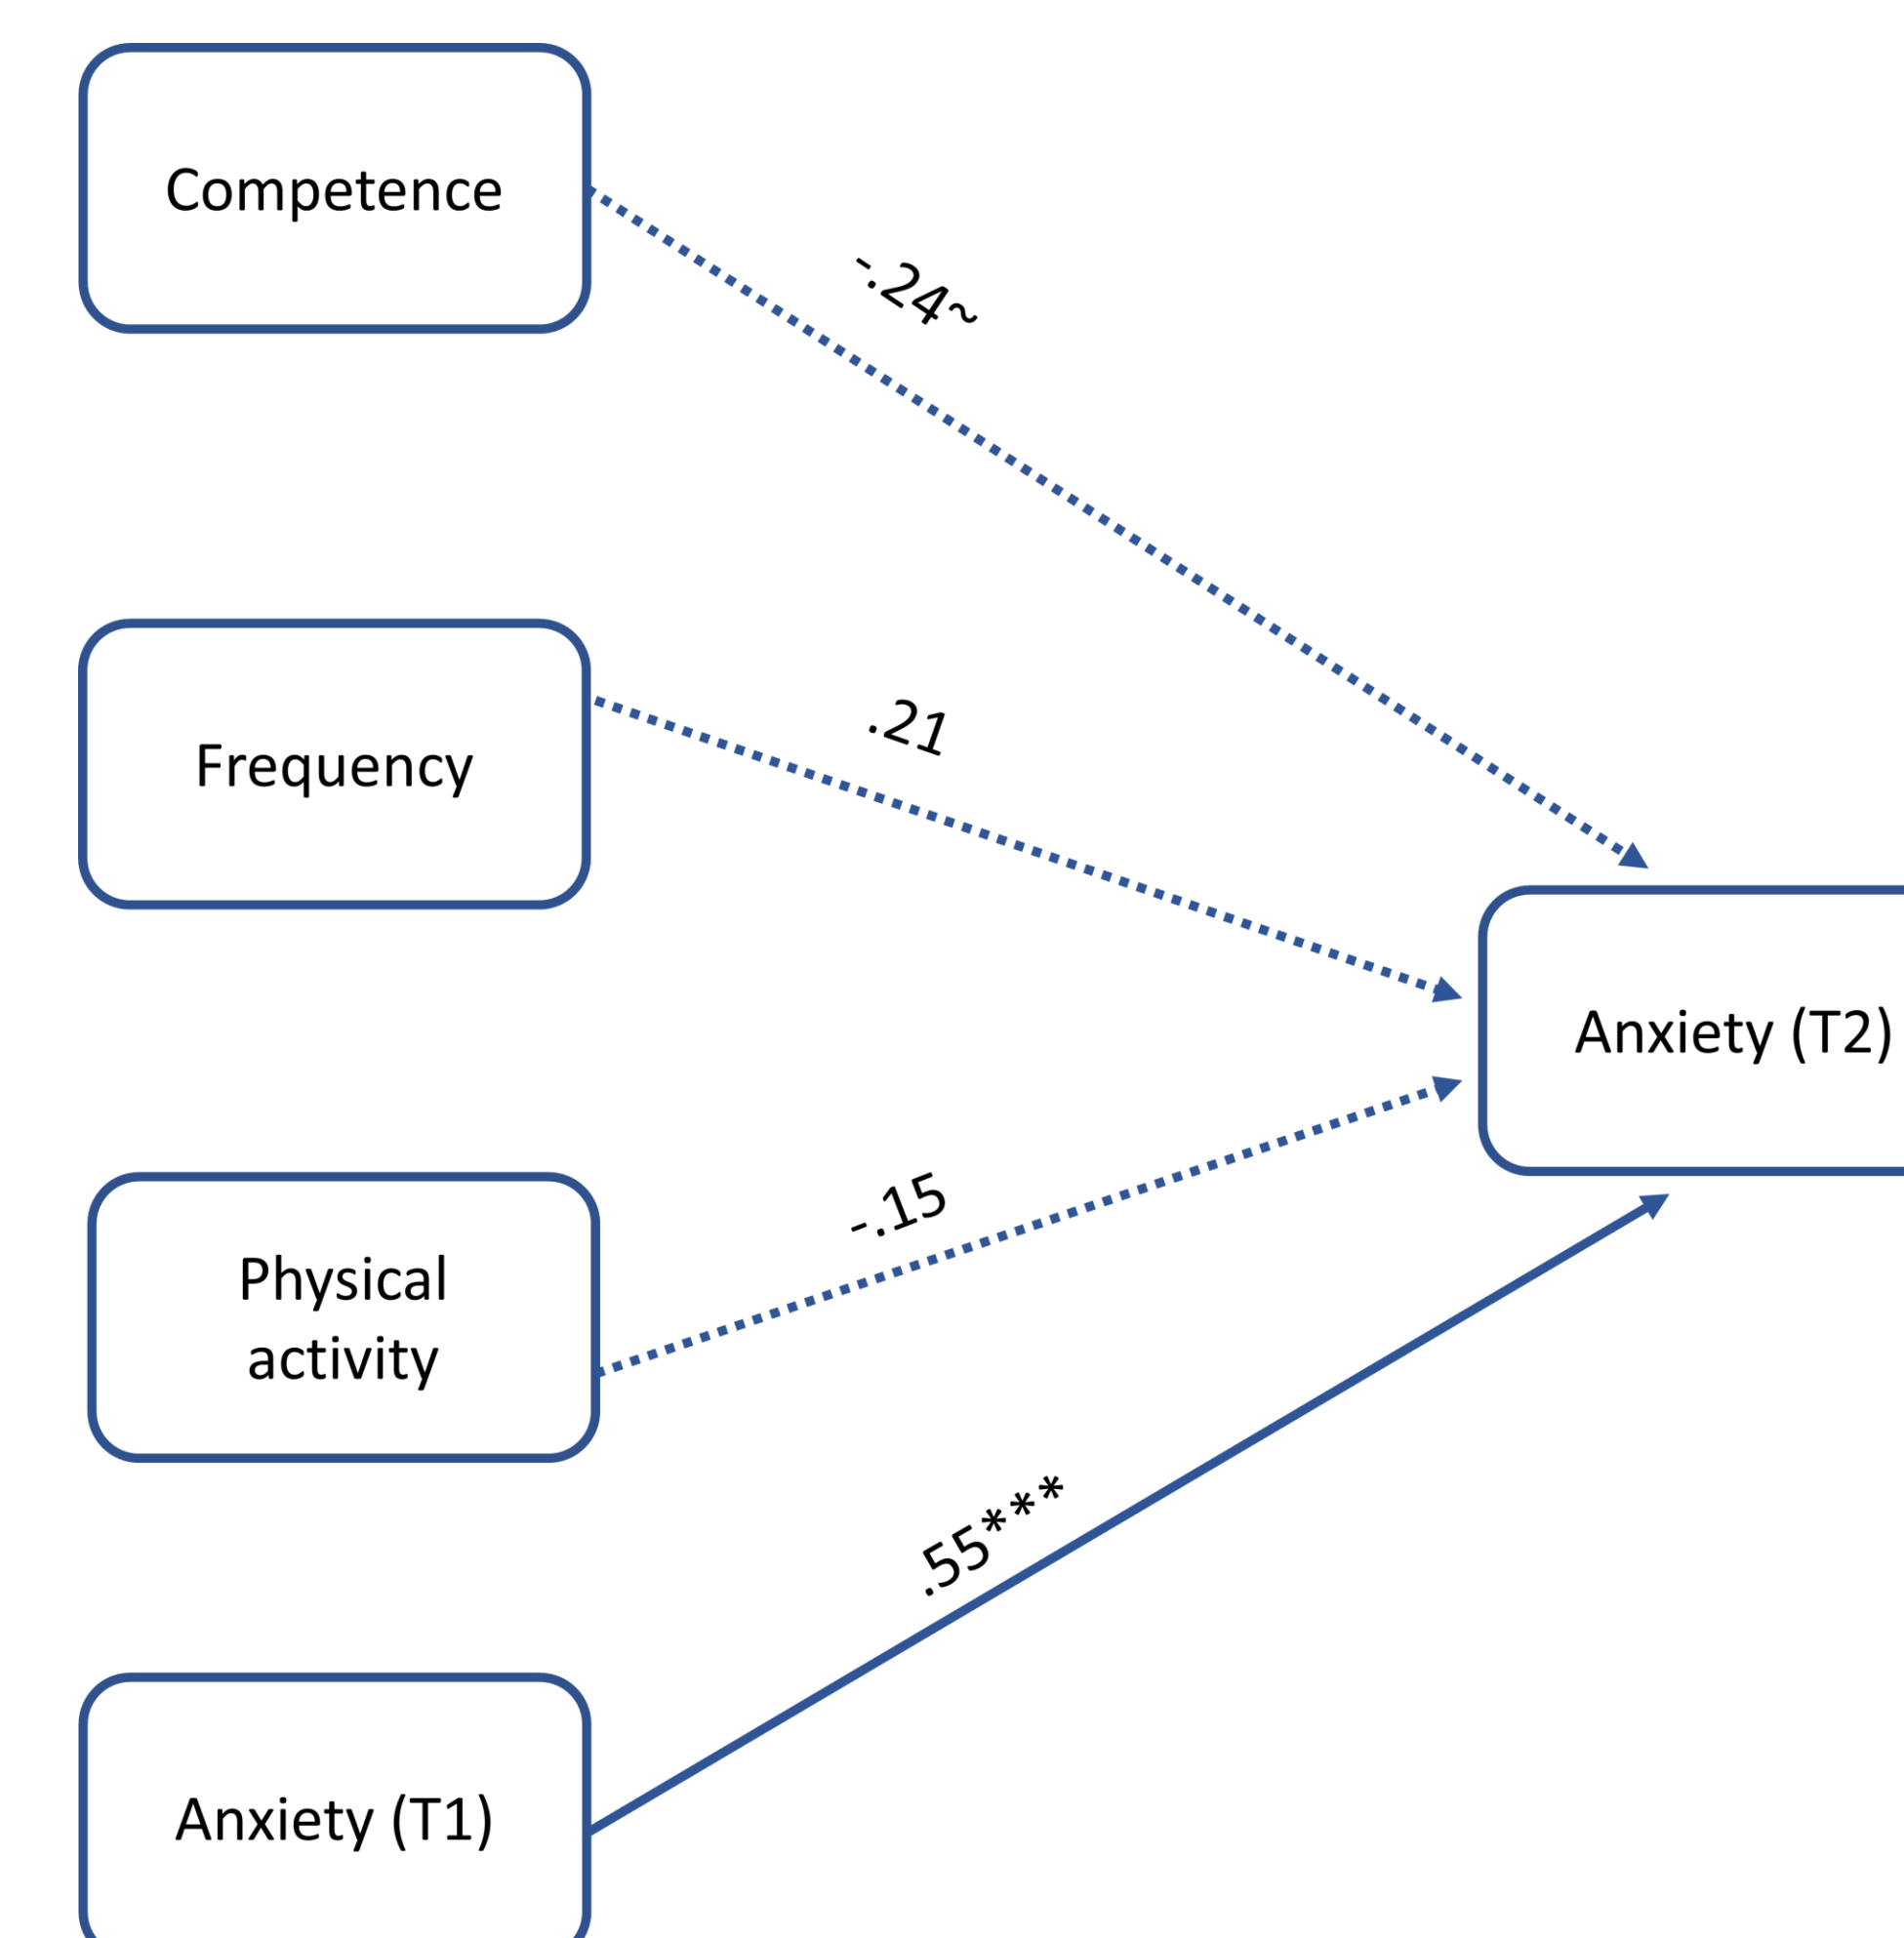 Competence
-.24~
Frequency
.21
Anxiety (T2)
-.15
Physical
activity
.55***
Anxiety (T1)